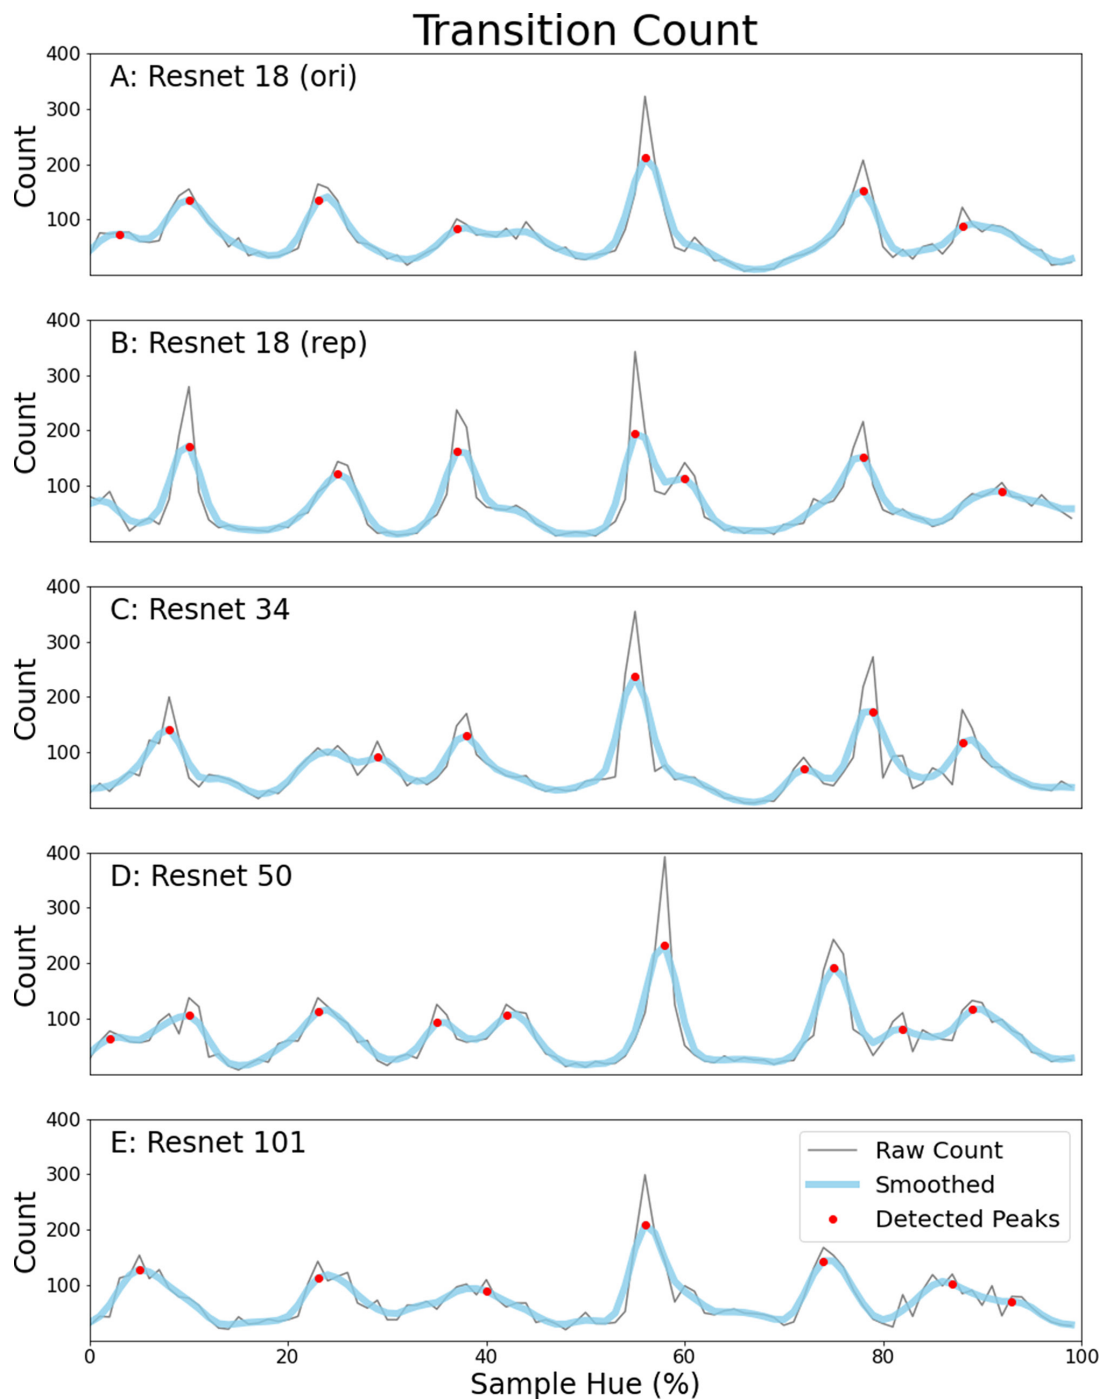 Transition Count
400
A: Resnet 18 (ori)
300
Count
200
100
400
B: Resnet 18 (rep)
300
Count
200
100
400
C: Resnet 34
300
Count
200
100
400
D: Resnet 50
300
Count
200
100
400
E: Resnet 101
Raw Count
300
Smoothed
Count
200
Detected Peaks
100
0 20 40 60 80 100
Sample Hue (%)